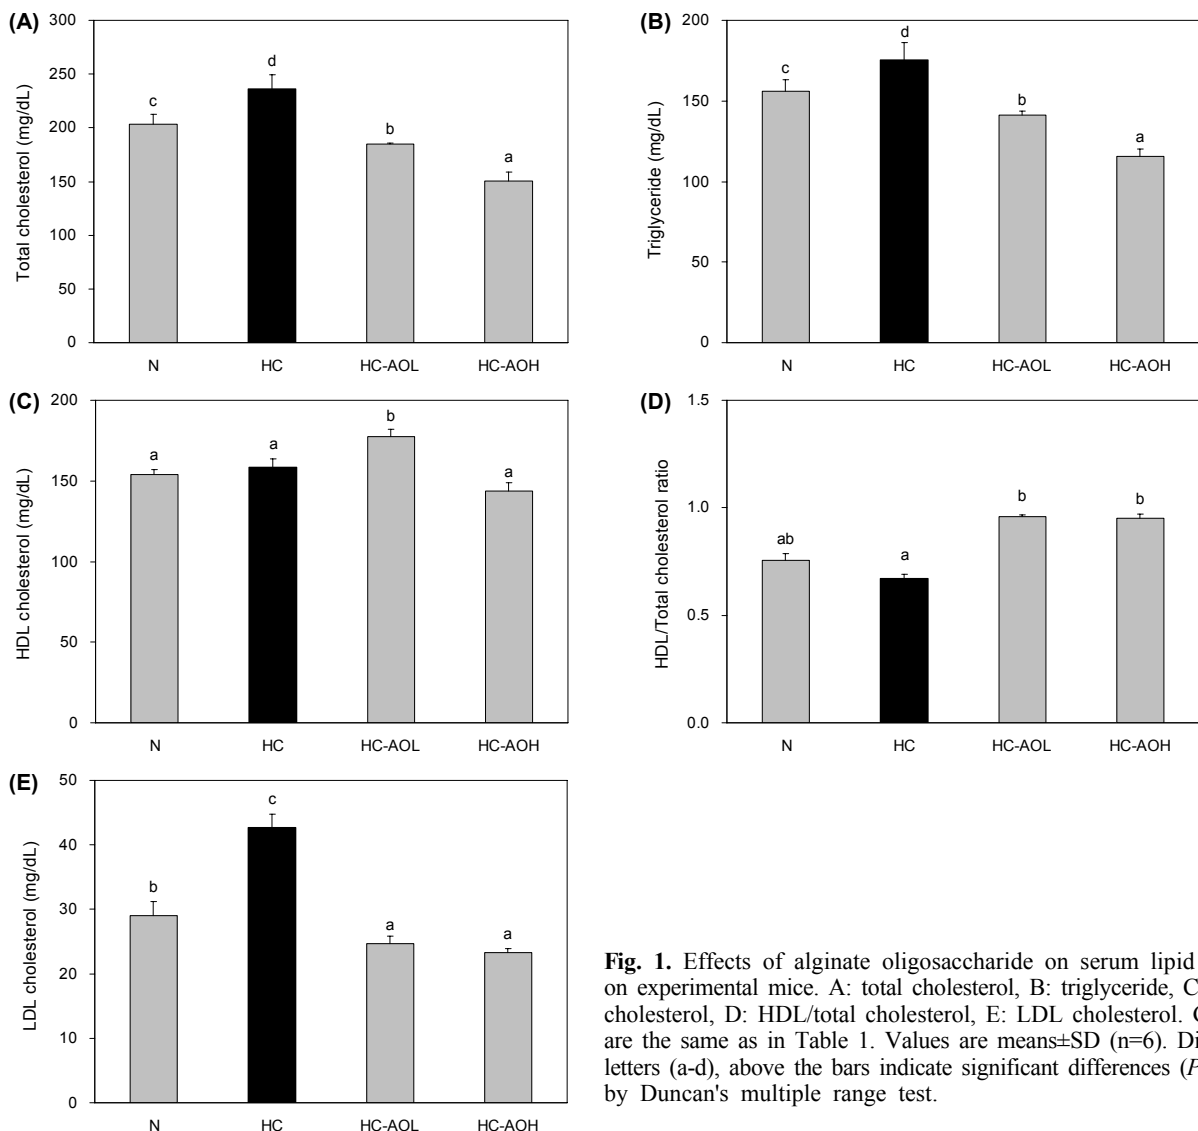 (A)
300
250
200
150
100
50
0
Total cholesterol (mg/dL)
c
d
b
a
N HC HC-AOL HC-AOH
(B)
200
150
100
50
0
Triglyceride (mg/dL)
c
d
b
a
N HC HC-AOL HC-AOH
(C)
200
150
100
50
0
HDL cholesterol (mg/dL)
a
a
b
a
N HC HC-AOL HC-AOH
(D)
1.5
1.0
0.5
0.0
HDL/Total cholesterol ratio
ab
a
b
b
N HC HC-AOL HC-AOH
(E)
50
40
30
20
10
0
LDL cholesterol (mg/dL)
b
c
a
a
N HC HC-AOL HC-AOH
Fig. 1. Effects of alginate oligosaccharide on serum lipid
on experimental mice. A: total cholesterol, B: triglyceride, C
cholesterol, D: HDL/total cholesterol, E: LDL cholesterol.
are the same as in Table 1. Values are means±SD (n=6). Di
letters (a-d), above the bars indicate significant differences (P
by Duncan's multiple range test.